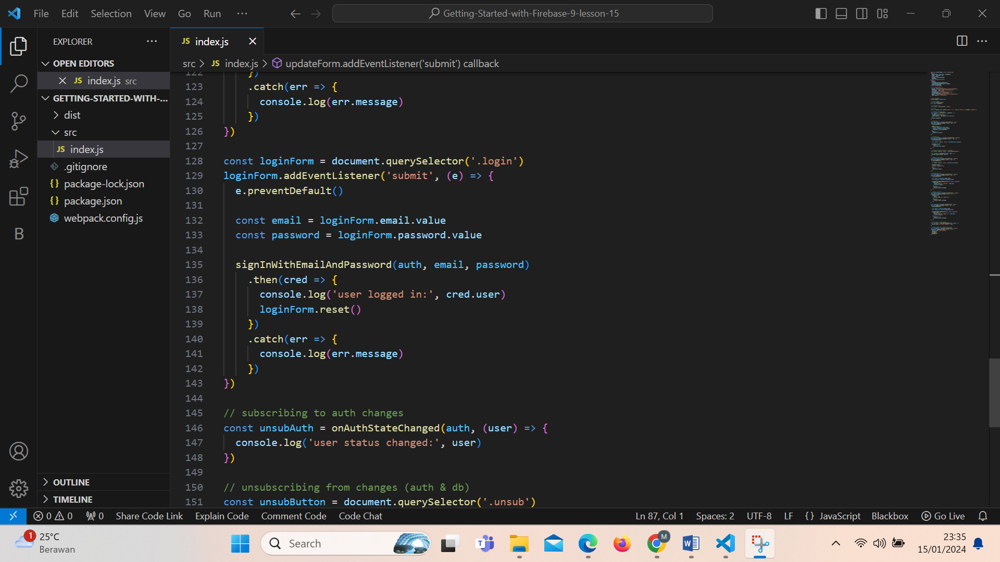 File Edit Selection View Go Run ··· Getting-Started-with-Firebase-9-lesson-15
EXPLORER
JS index.js
src > JS index.js > updateForm.addEventListener('submit') callback
OPEN EDITORS
JS index.js src
GETTING-STARTED-WITH-...
dist
src
JS index.js
.gitignore
{} package-lock.json
{} package.json
webpack.config.js
B
OUTLINE
TIMELINE
122 })
123 .catch(err => {
124 console.log(err.message)
125 })
126 })
127
128 const loginForm = document.querySelector('.login')
129 loginForm.addEventListener('submit', (e) => {
130 e.preventDefault()
131
132 const email = loginForm.email.value
133 const password = loginForm.password.value
134
135 signInWithEmailAndPassword(auth, email, password)
136 .then(cred => {
137 console.log('user logged in:', cred.user)
138 loginForm.reset()
139 })
140 .catch(err => {
141 console.log(err.message)
142 })
143 })
144
145 // subscribing to auth changes
146 const unsubAuth = onAuthStateChanged(auth, (user) => {
147 console.log('user status changed:', user)
148 })
149
150 // unsubscribing from changes (auth & db)
151 const unsubButton = document.querySelector('.unsub')
0 0 0 Share Code Link Explain Code Comment Code Code Chat Ln 87, Col 1 Spaces: 2 UTF-8 LF {} JavaScript Blackbox Go Live
1 25°C
Berawan
Search
M
23:35
15/01/2024